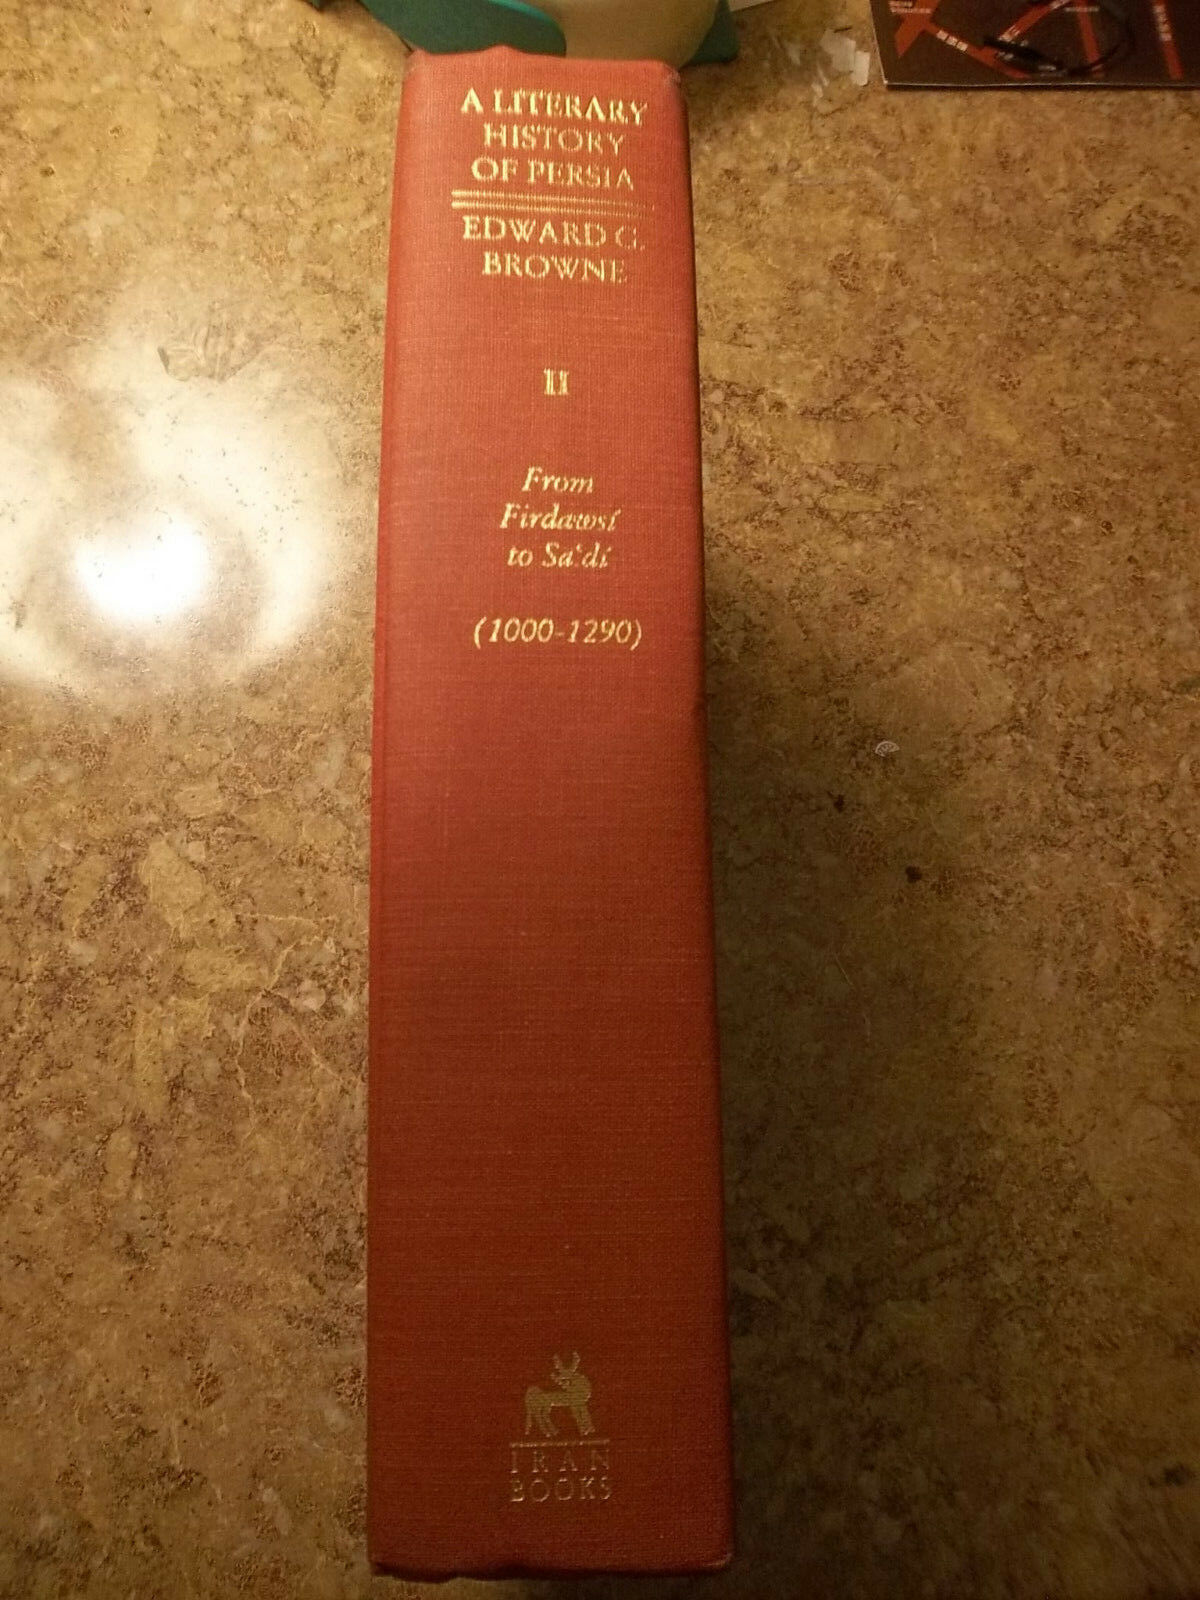 A LITERARY
HISTORY
OF PERSIA
EDWARD G.
BROWNE
II
From
Firdawsí
to Sa‘dí
(1000-1290)
IRAN
BOOKS